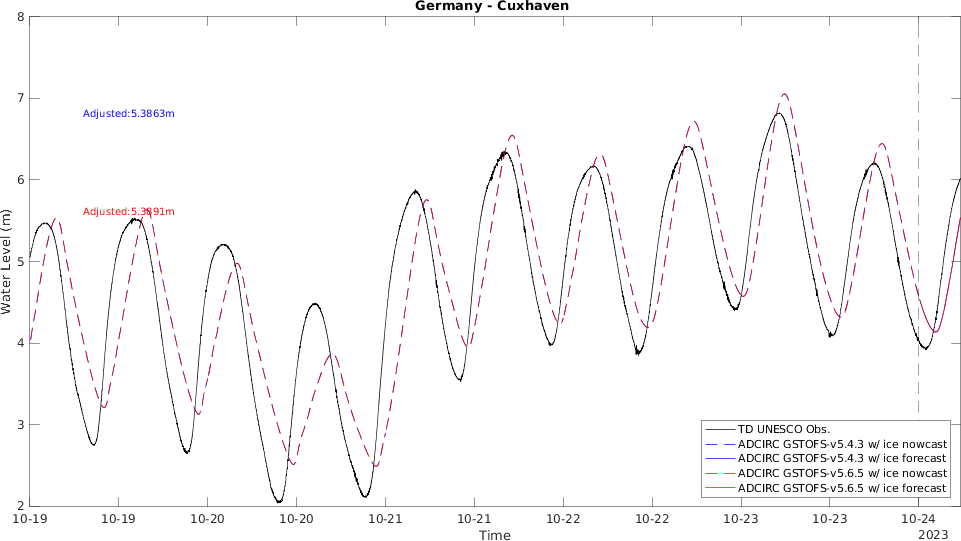 Germany - Cuxhaven
8
7
6
5
4
3
2
Water Level (m)
Adjusted:5.3863m
Adjusted:5.3891m
TD UNESCO Obs.
ADCIRC GSTOFS-v5.4.3 w/ ice nowcast
ADCIRC GSTOFS-v5.4.3 w/ ice forecast
ADCIRC GSTOFS-v5.6.5 w/ ice nowcast
ADCIRC GSTOFS-v5.6.5 w/ ice forecast
10-19 10-19 10-20 10-20 10-21 10-21 10-22 10-22 10-23 10-23 10-24
2023
Time